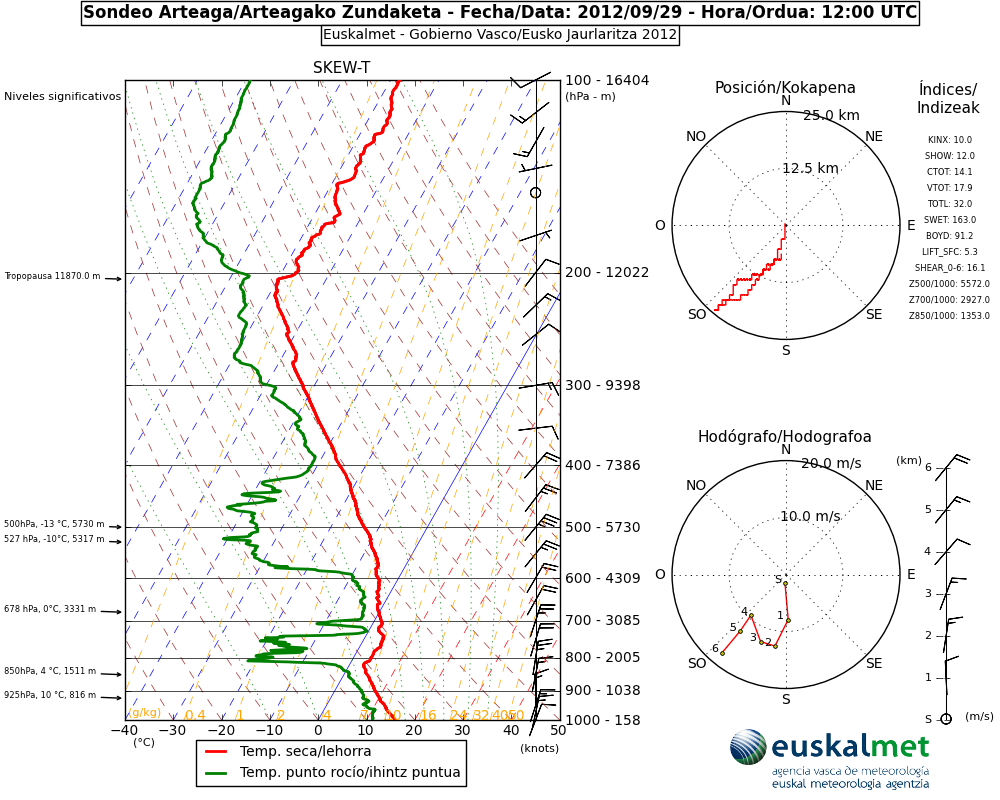 Sondeo Arteaga/Arteagako Zundaketa - Fecha/Data: 2012/09/29 - Hora/Ordua: 12:00 UTC
Euskalmet - Gobierno Vasco/Eusko Jaurlaritza 2012
SKEW-T
Niveles significativos
100 - 16404
(hPa - m)
200 - 12022
Tropopausa 11870.0 m
300 - 9398
400 - 7386
500hPa, -13 °C, 5730 m
500 - 5730
527 hPa, -10°C, 5317 m
600 - 4309
678 hPa, 0°C, 3331 m
700 - 3085
800 - 2005
850hPa, 4 °C, 1511 m
900 - 1038
925hPa, 10 °C, 816 m
(g/kg) 0.4 1 2 4 7 10 16 24 32 40 50
1000 - 158
−40 −30 −20 −10 0 10 20 30 40 50
(°C)
(knots)
Temp. seca/lehorra
Temp. punto rocío/ihintz puntua
Posición/Kokapena
N
25.0 km
NO
NE
12.5 km
O
E
SO
SE
S
Índices/
Indizeak
KINX: 10.0
SHOW: 12.0
CTOT: 14.1
VTOT: 17.9
TOTL: 32.0
SWET: 163.0
BOYD: 91.2
LIFT_SFC: 5.3
SHEAR_0-6: 16.1
Z500/1000: 5572.0
Z700/1000: 2927.0
Z850/1000: 1353.0
Hodógrafo/Hodografoa
N
20.0 m/s
NO
NE
10.0 m/s
O
E
S
1
2
3
4
5
6
SO
SE
S
(km)
6
5
4
3
2
1
S
(m/s)
euskalmet
agencia vasca de meteorología
euskal meteorologia agentzia